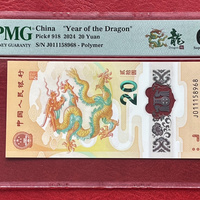 PMG
China "Year of the Dragon"
Pick# 918 2024 20 Yuan
S/N J011158968 - Polymer
龍
中国人民银行
20
J011158968